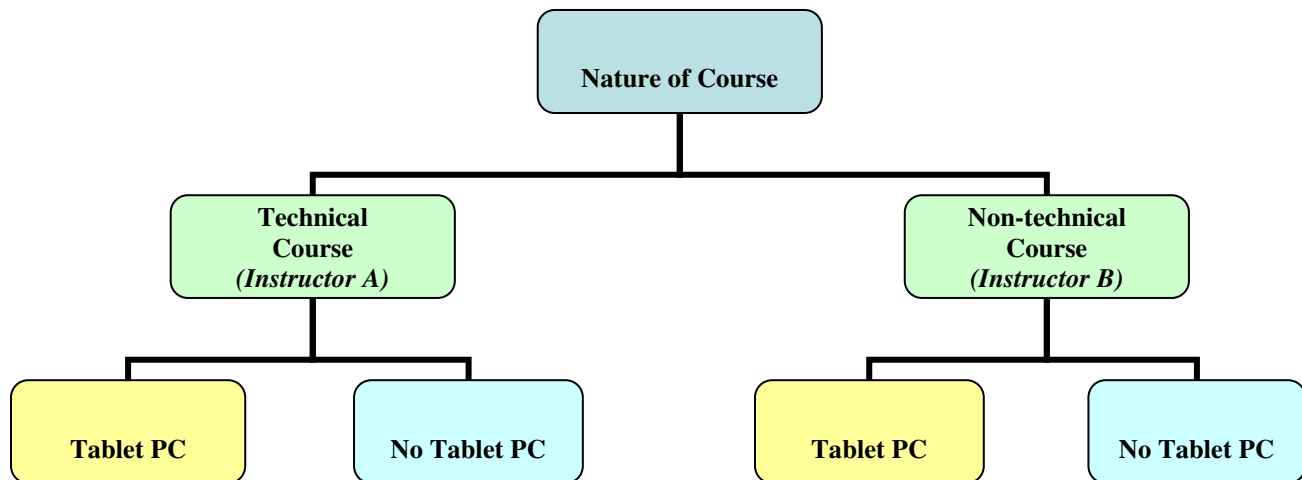 Nature of Course
Technical
Course
(Instructor A)
Non-technical
Course
(Instructor B)
Tablet PC
No Tablet PC
Tablet PC
No Tablet PC